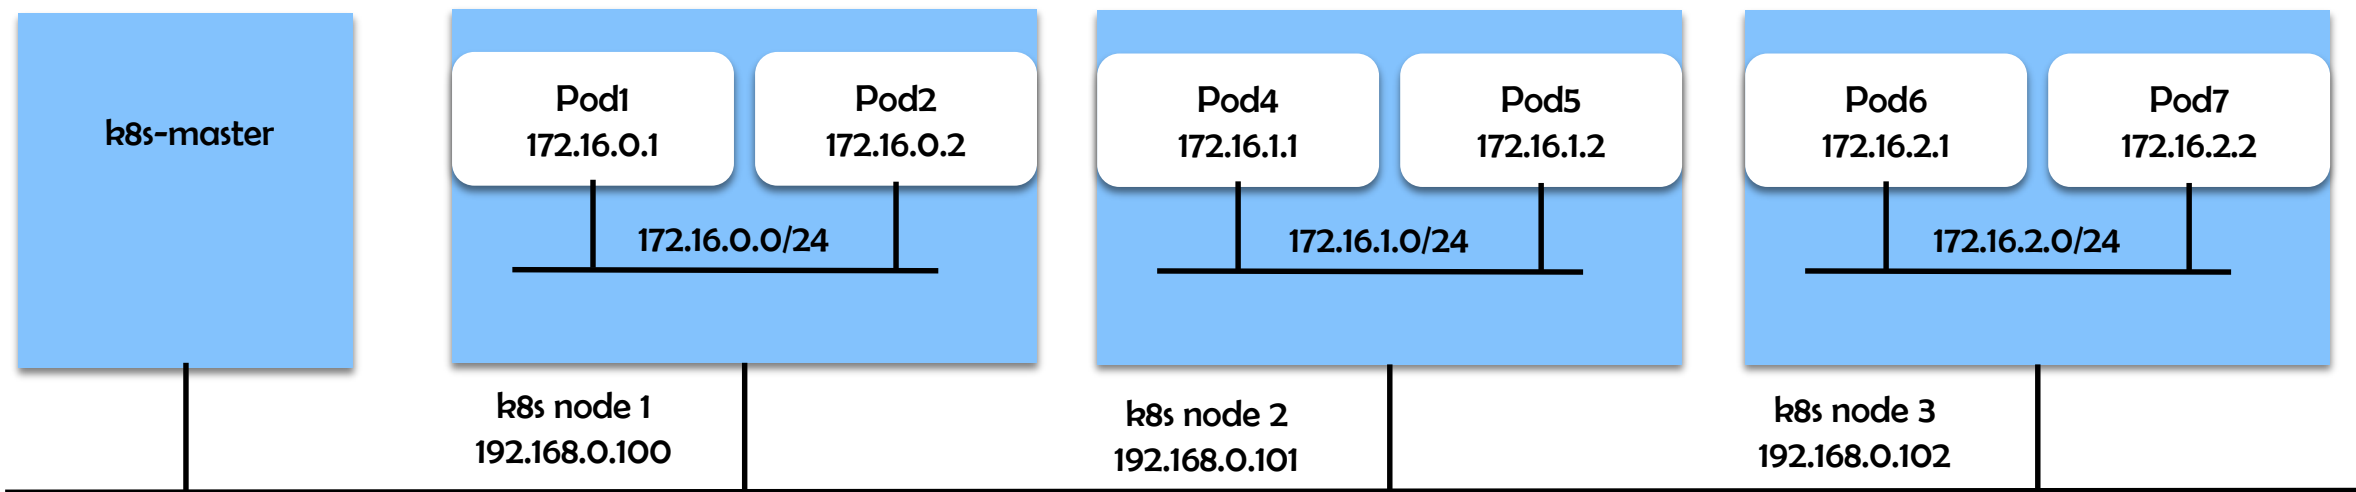 k8s-master
Pod1
172.16.0.1
Pod2
172.16.0.2
172.16.0.0/24
k8s node 1
192.168.0.100
Pod4
172.16.1.1
Pod5
172.16.1.2
172.16.1.0/24
k8s node 2
192.168.0.101
Pod6
172.16.2.1
Pod7
172.16.2.2
172.16.2.0/24
k8s node 3
192.168.0.102